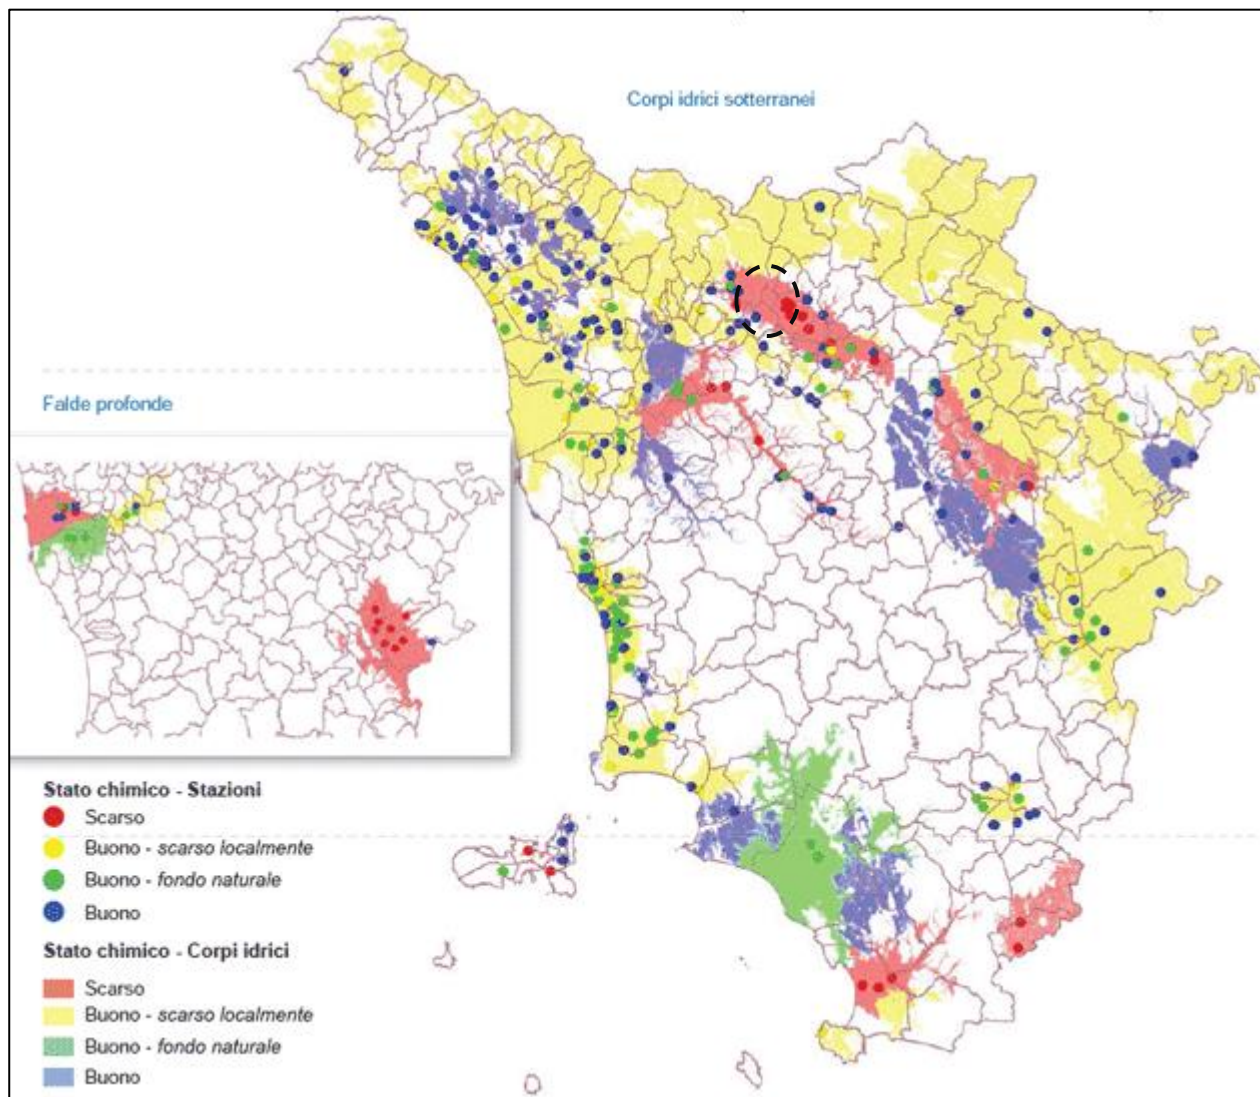 Corpi idrici sotterranei
Falde profonde
Stato chimico - Stazioni
Scarso
Buono - scarso localmente
Buono - fondo naturale
Buono
Stato chimico - Corpi idrici
Scarso
Buono - scarso localmente
Buono - fondo naturale
Buono